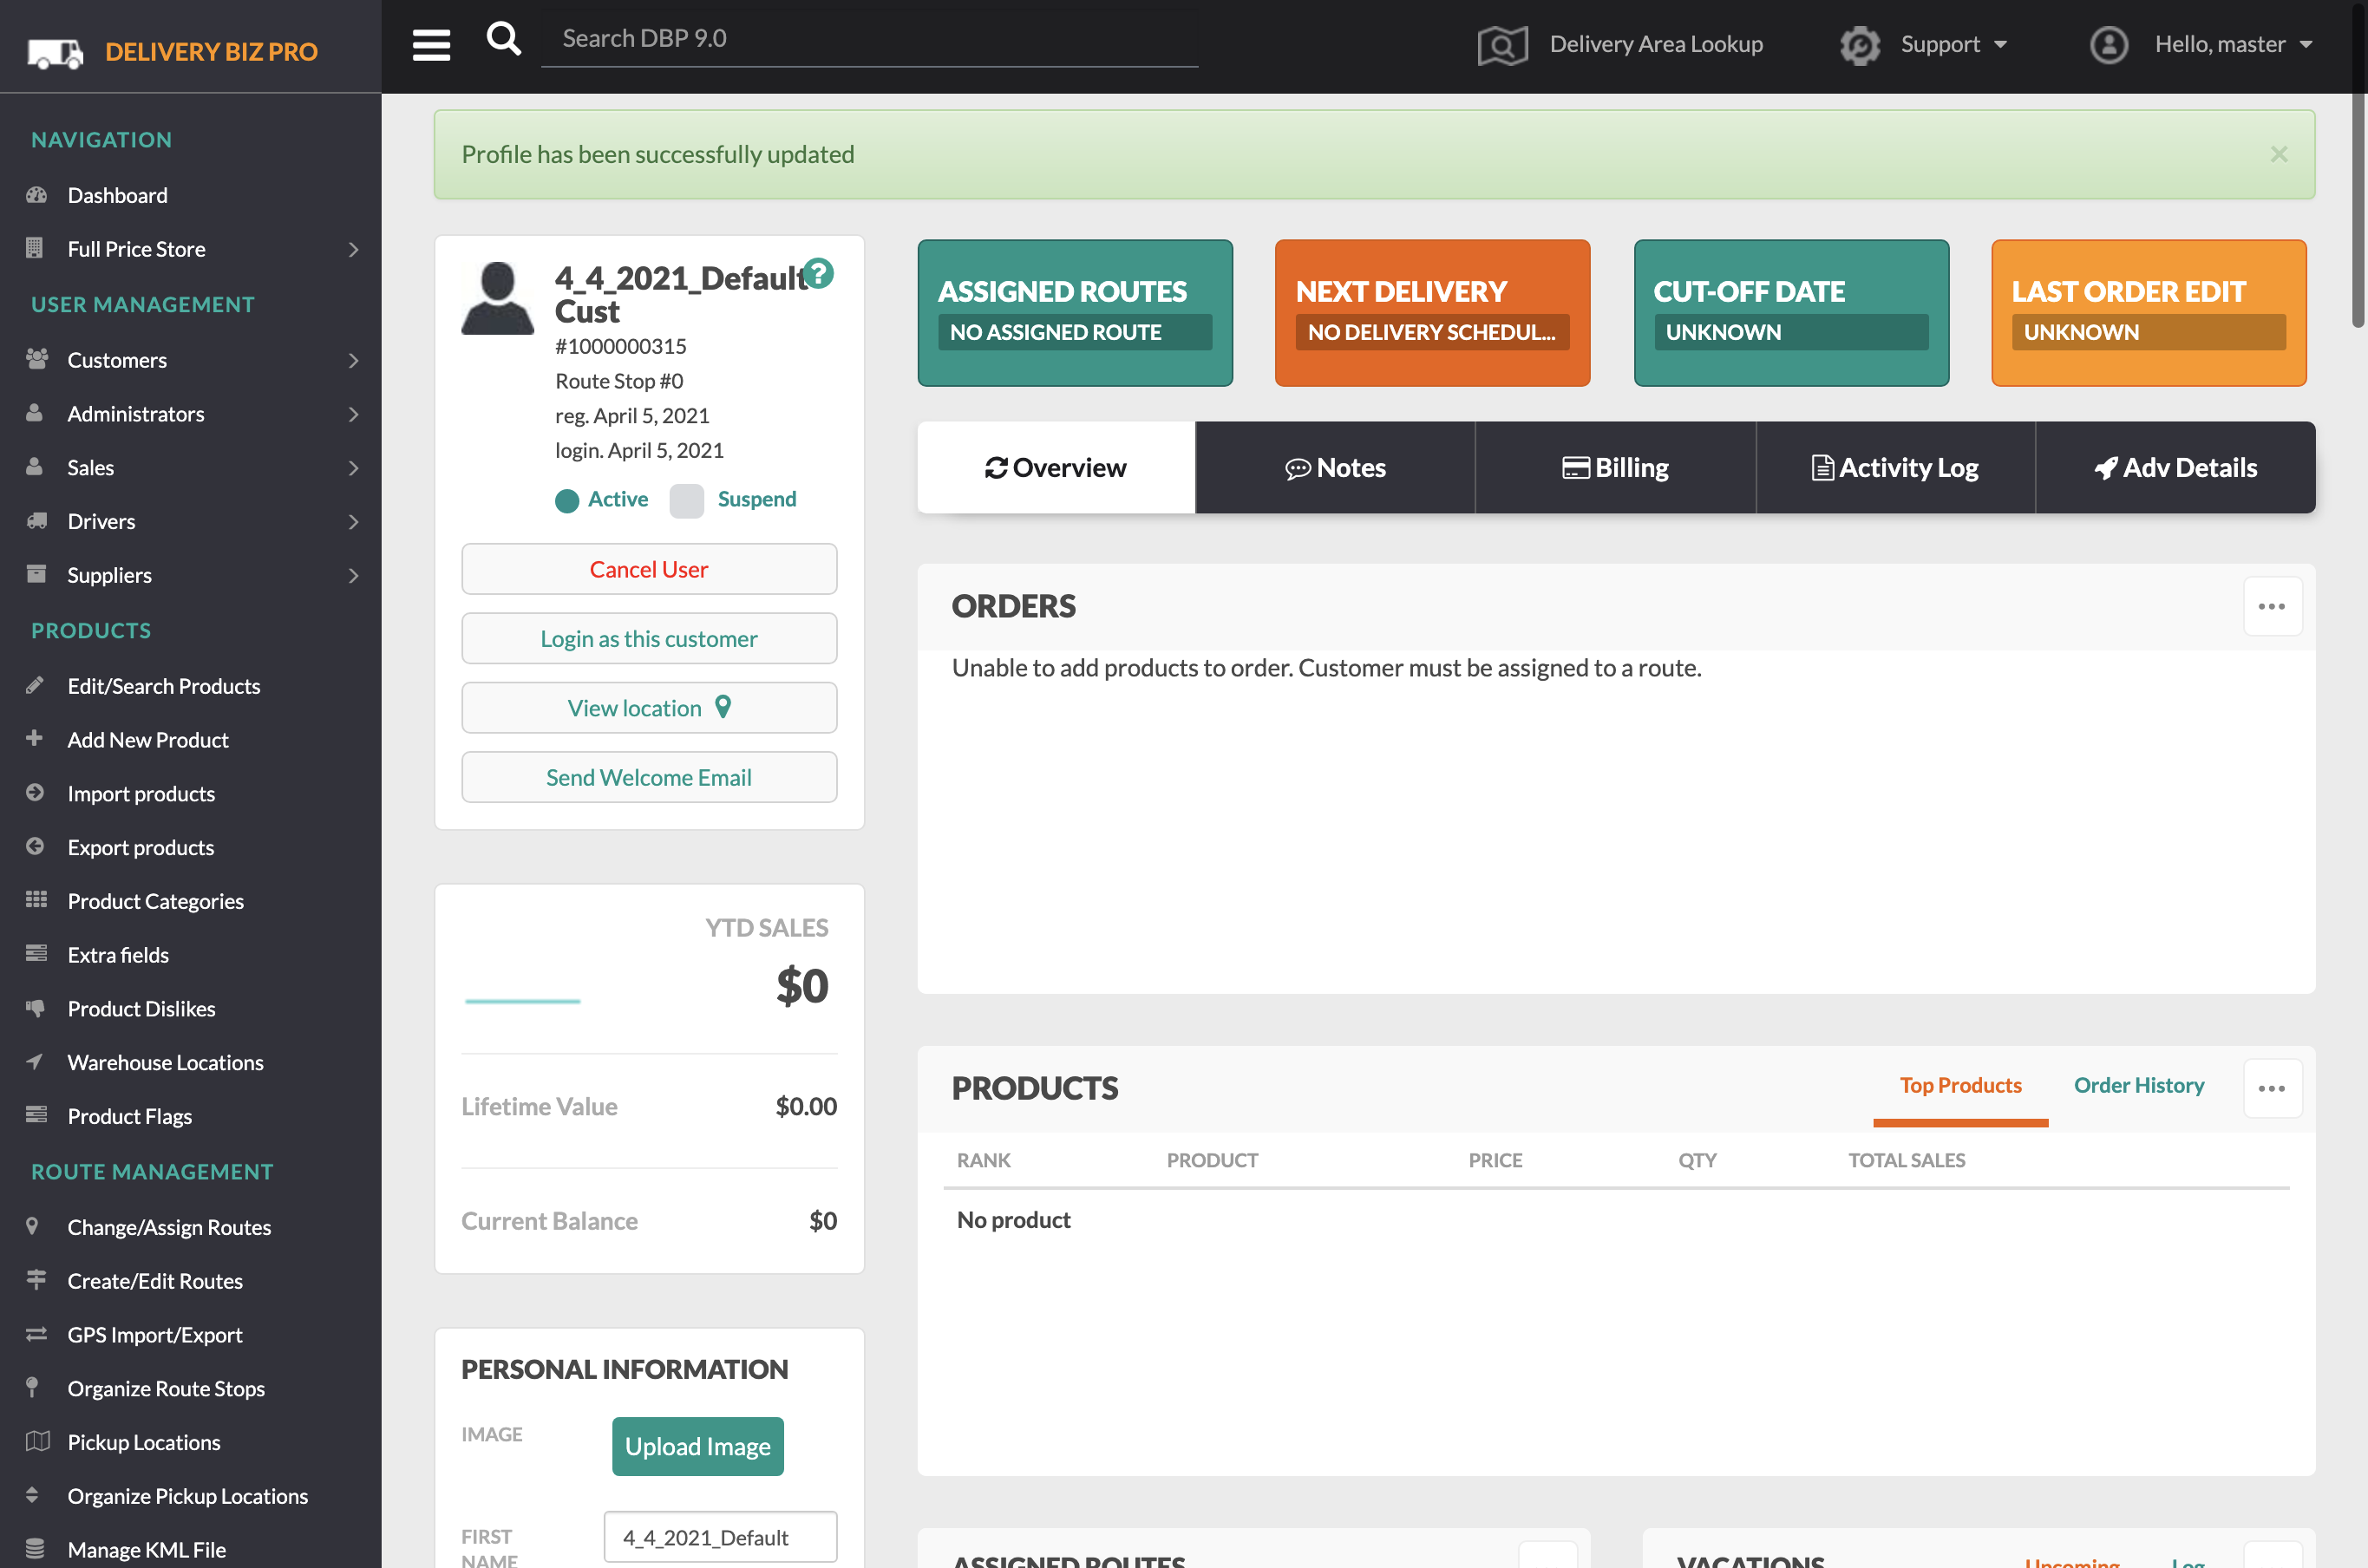 DELIVERY BIZ PRO
Search DBP 9.0
Delivery Area Lookup
Support
Hello, master
NAVIGATION
Dashboard
Full Price Store
USER MANAGEMENT
Customers
Administrators
Sales
Drivers
Suppliers
PRODUCTS
Edit/Search Products
Add New Product
Import products
Export products
Product Categories
Extra fields
Product Dislikes
Warehouse Locations
Product Flags
ROUTE MANAGEMENT
Change/Assign Routes
Create/Edit Routes
GPS Import/Export
Organize Route Stops
Pickup Locations
Organize Pickup Locations
Manage KML File
Profile has been successfully updated
×
4_4_2021_Default
?
Cust
#1000000315
Route Stop #0
reg. April 5, 2021
login. April 5, 2021
Active Suspend
Cancel User
Login as this customer
View location
Send Welcome Email
YTD SALES
$0
Lifetime Value $0.00
Current Balance $0
PERSONAL INFORMATION
IMAGE Upload Image
FIRST
NAME
4_4_2021_Default
ASSIGNED ROUTES
NO ASSIGNED ROUTE
NEXT DELIVERY
NO DELIVERY SCHEDUL...
CUT-OFF DATE
UNKNOWN
LAST ORDER EDIT
UNKNOWN
Overview Notes Billing Activity Log Adv Details
ORDERS
Unable to add products to order. Customer must be assigned to a route.
PRODUCTS Top Products Order History
RANK PRODUCT PRICE QTY TOTAL SALES
No product
ASSIGNED ROUTES
VACATIONS Upcoming Log